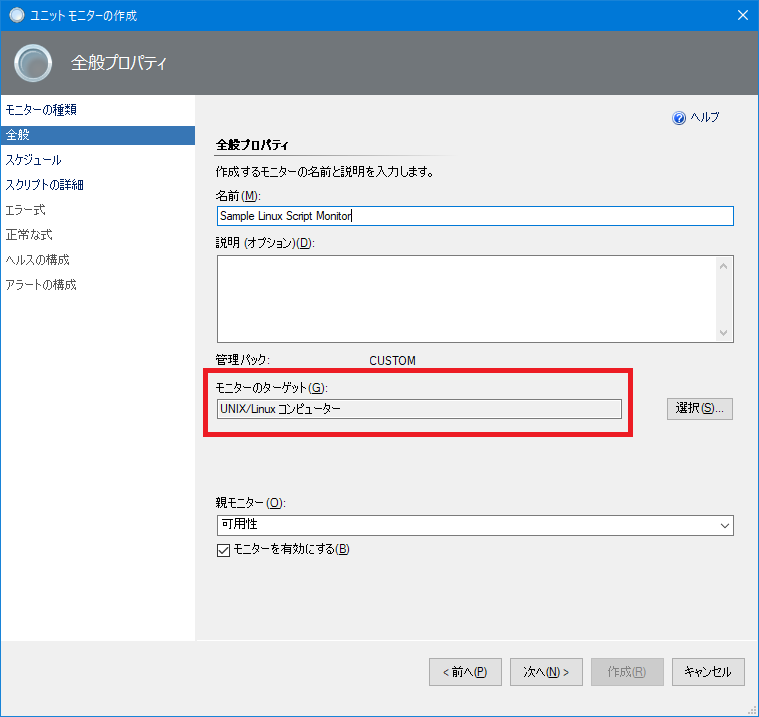 ユニット モニターの作成
全般プロパティ
モニターの種類
全般
スケジュール
スクリプトの詳細
エラー式
正常な式
ヘルスの構成
アラートの構成
ヘルプ
全般プロパティ
作成するモニターの名前と説明を入力します。
名前(M):
Sample Linux Script Monitor
説明 (オプション)(D):
管理パック: CUSTOM
モニターのターゲット(G):
UNIX/Linux コンピューター
選択(S)...
親モニター(O):
可用性
モニターを有効にする(B)
< 前へ(P)
次へ(N) >
作成(R)
キャンセル